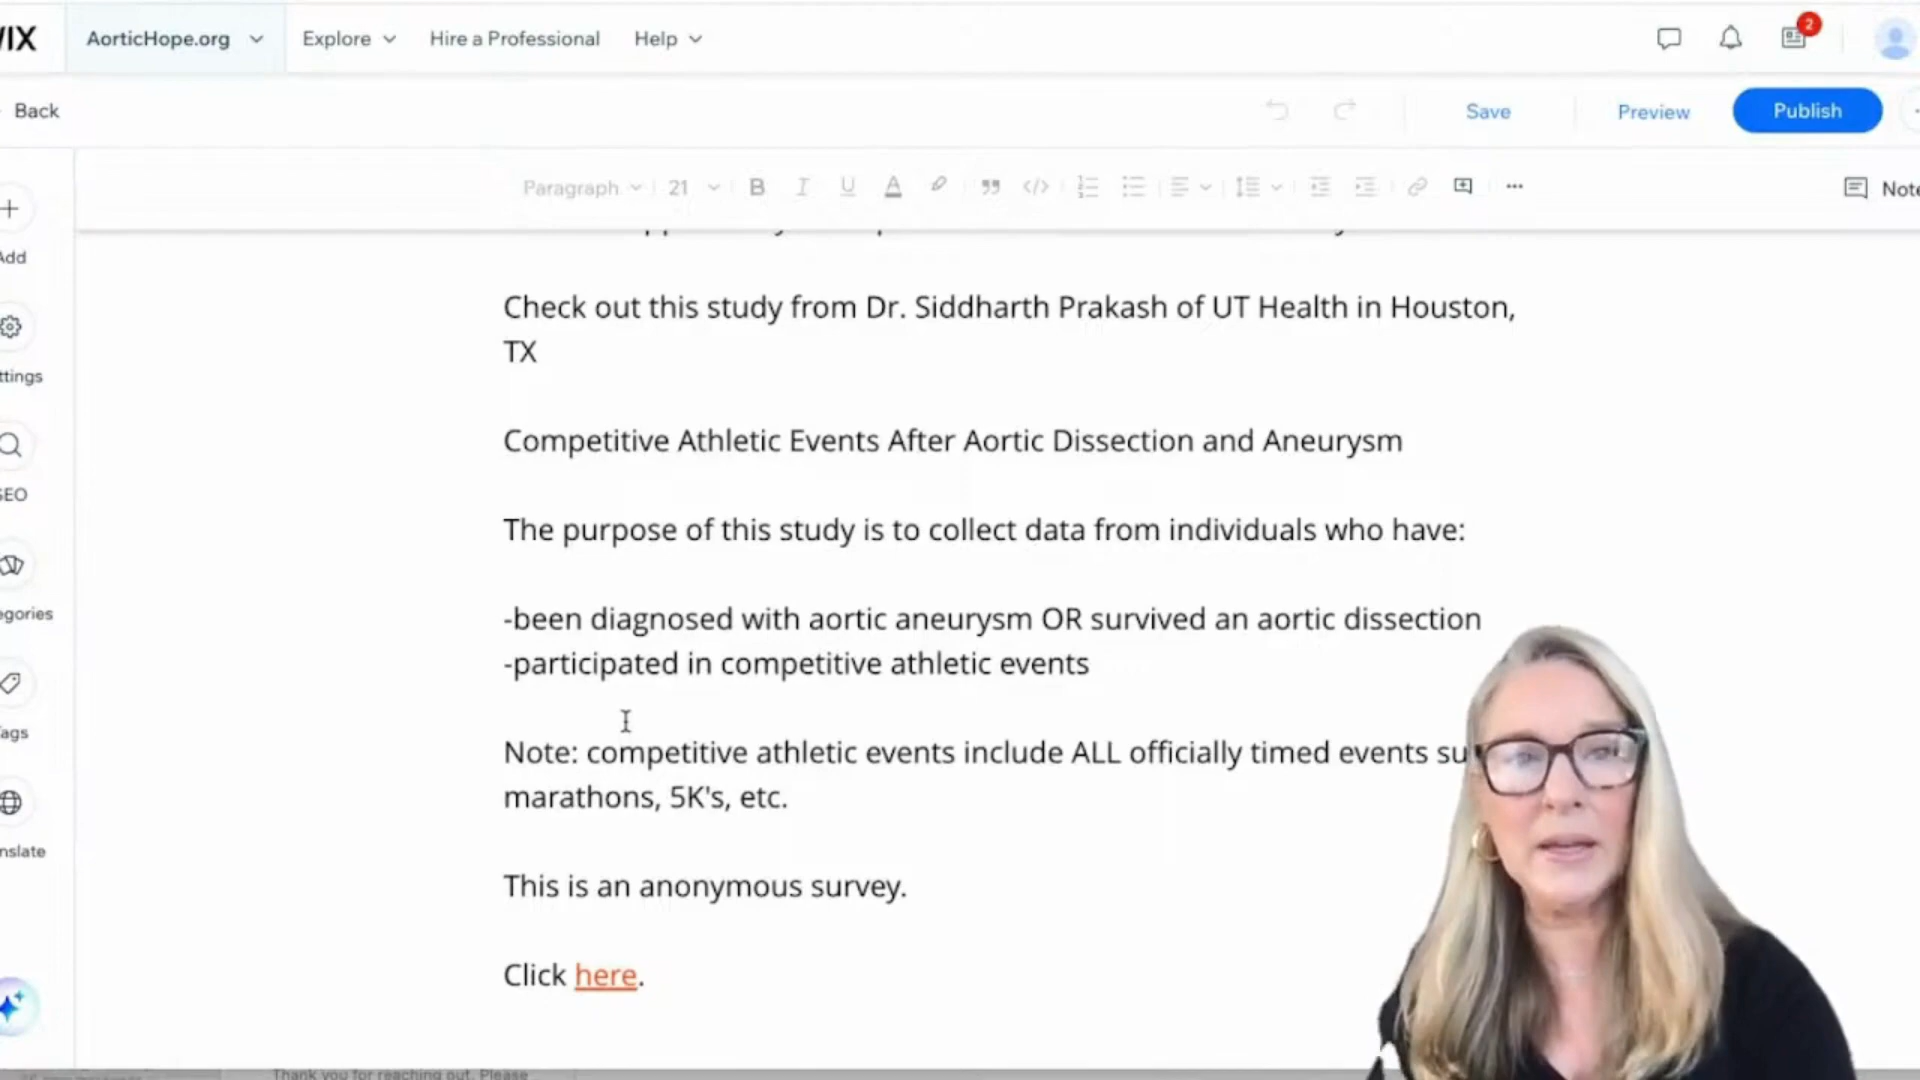 AorticHope.org
Explore
Hire a Professional
Help
2
Back
Save
Preview
Publish
Paragraph
21
B
I
U
A
Check out this study from Dr. Siddharth Prakash of UT Health in Houston,
TX
Competitive Athletic Events After Aortic Dissection and Aneurysm
The purpose of this study is to collect data from individuals who have:
-been diagnosed with aortic aneurysm OR survived an aortic dissection
-participated in competitive athletic events
Note: competitive athletic events include ALL officially timed events su
marathons, 5K's, etc.
This is an anonymous survey.
Click here.
Note
Add
ttings
SEO
egories
Tags
nslate
Thank you for reaching out. Please